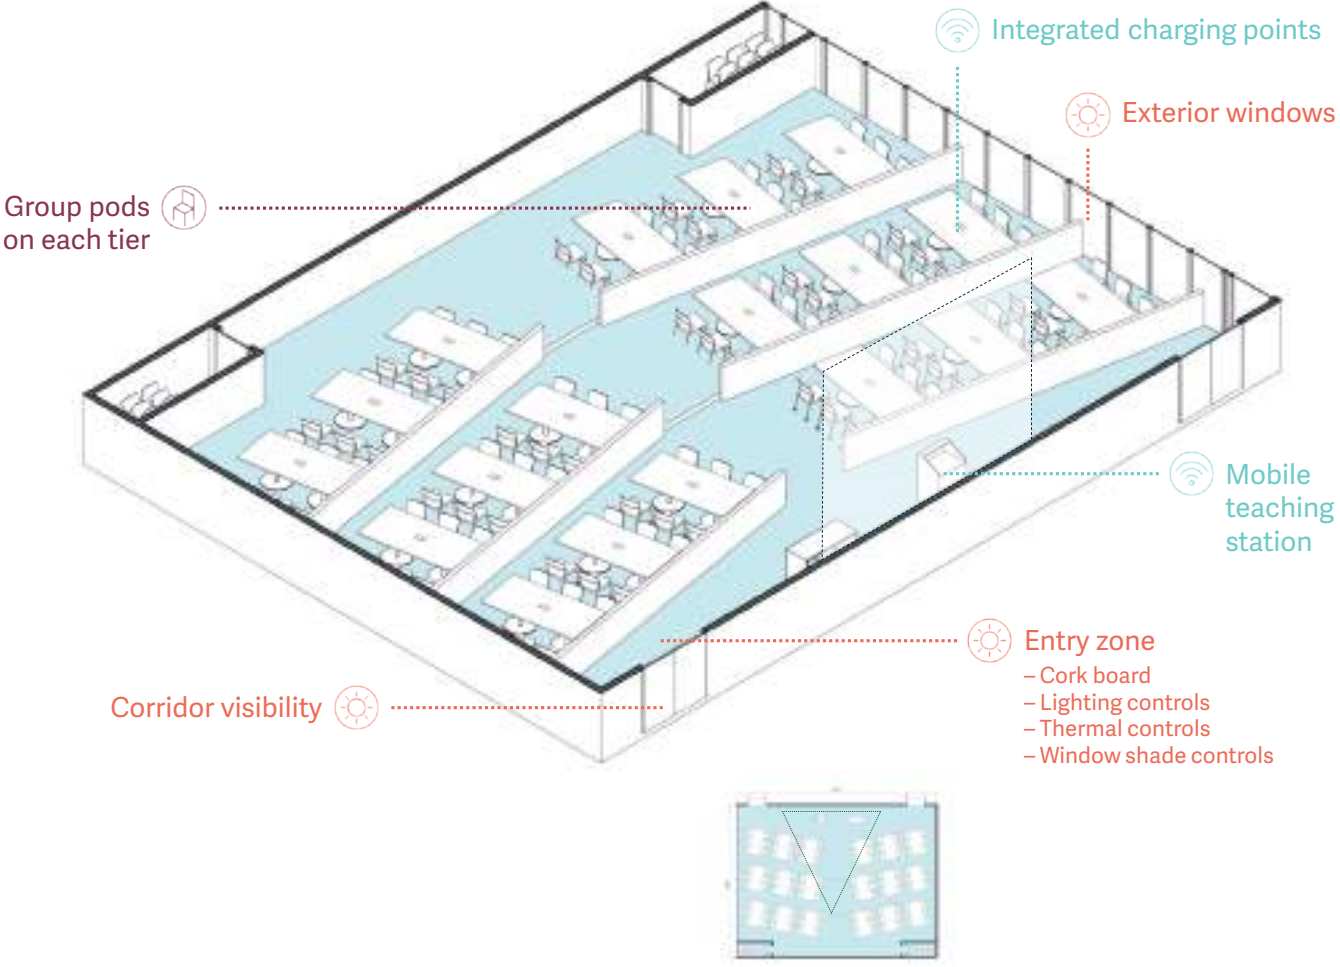 Integrated charging points
Exterior windows
Group pods
on each tier
Mobile
teaching
station
Entry zone
– Cork board
– Lighting controls
– Thermal controls
– Window shade controls
Corridor visibility